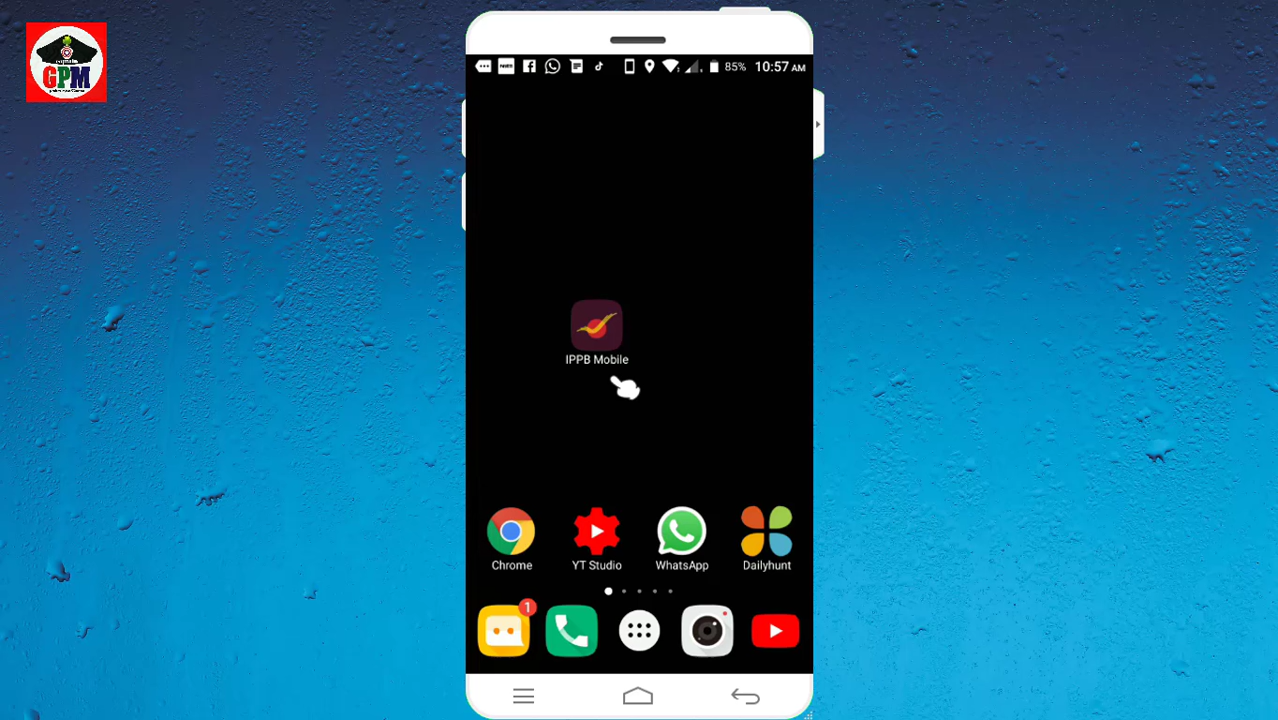 GPM
85% 10:57 AM
IPPB Mobile
Chrome
YT Studio
WhatsApp
Dailyhunt
1